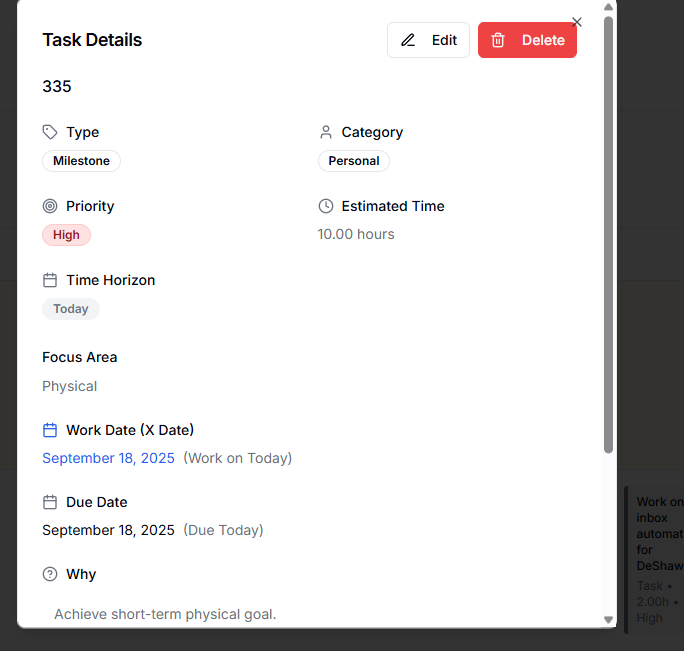 Task Details
Edit
Delete
335
Type
Category
Milestone
Personal
Priority
Estimated Time
High
10.00 hours
Time Horizon
Today
Focus Area
Physical
Work Date (X Date)
September 18, 2025 (Work on Today)
Due Date
September 18, 2025 (Due Today)
Why
Achieve short-term physical goal.
Work on
inbox
automat
for
DeShaw
Task •
2.00h •
High